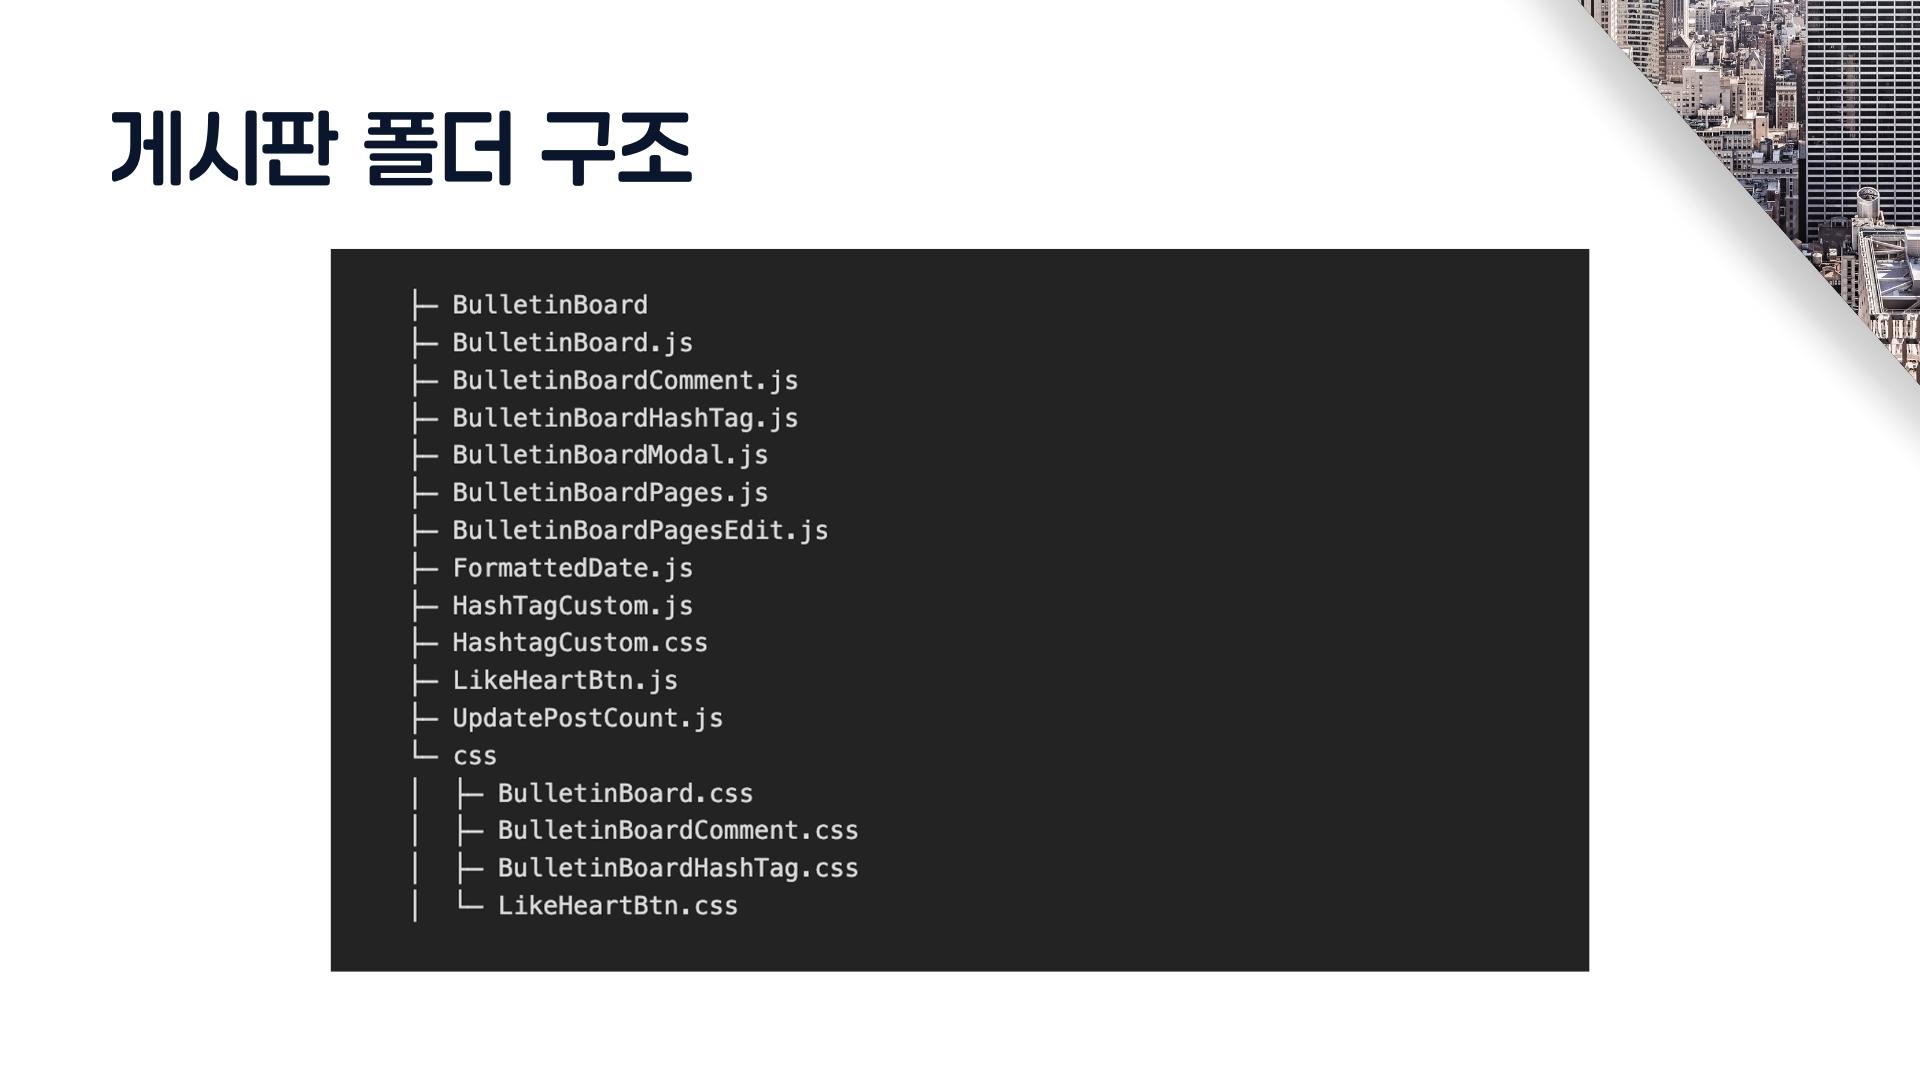 게시판 폴더 구조
├─ BulletinBoard
├─ BulletinBoard.js
├─ BulletinBoardComment.js
├─ BulletinBoardHashTag.js
├─ BulletinBoardModal.js
├─ BulletinBoardPages.js
├─ BulletinBoardPagesEdit.js
├─ FormattedDate.js
├─ HashTagCustom.js
├─ HashtagCustom.css
├─ LikeHeartBtn.js
├─ UpdatePostCount.js
└─ css
│  ├─ BulletinBoard.css
│  ├─ BulletinBoardComment.css
│  ├─ BulletinBoardHashTag.css
│  └─ LikeHeartBtn.css